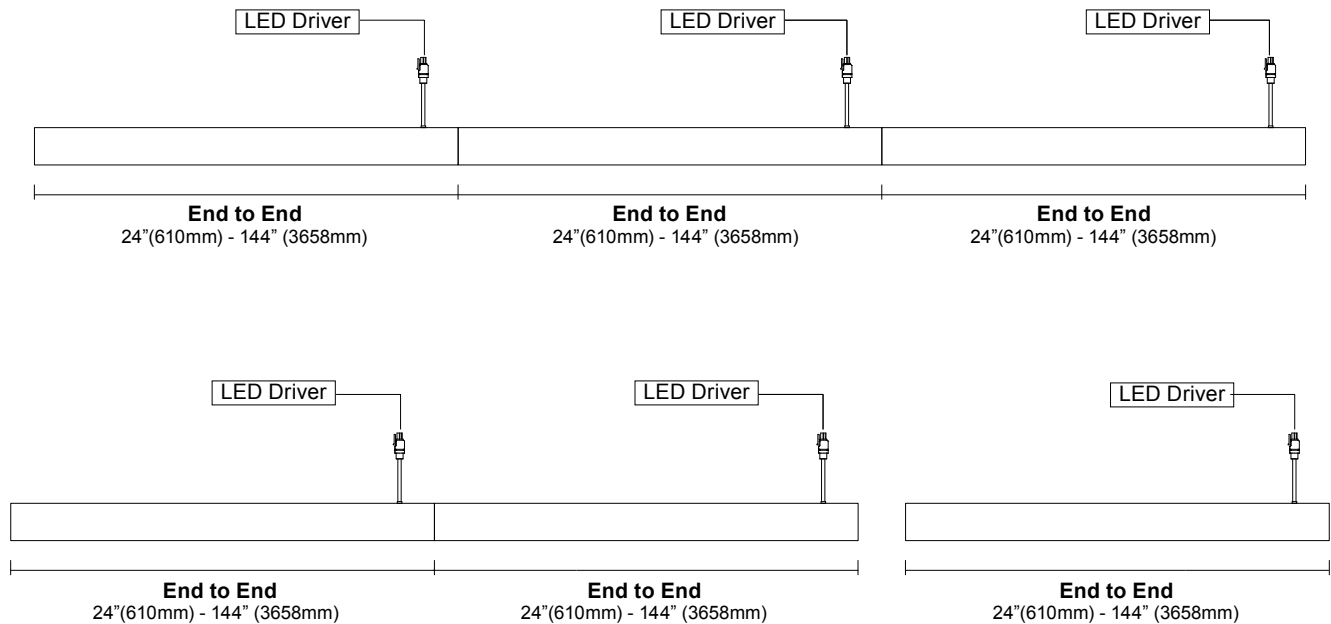 LED Driver
LED Driver
LED Driver
End to End
24”(610mm) - 144” (3658mm)
End to End
24”(610mm) - 144” (3658mm)
End to End
24”(610mm) - 144” (3658mm)
LED Driver
LED Driver
LED Driver
End to End
24”(610mm) - 144” (3658mm)
End to End
24”(610mm) - 144” (3658mm)
End to End
24”(610mm) - 144” (3658mm)